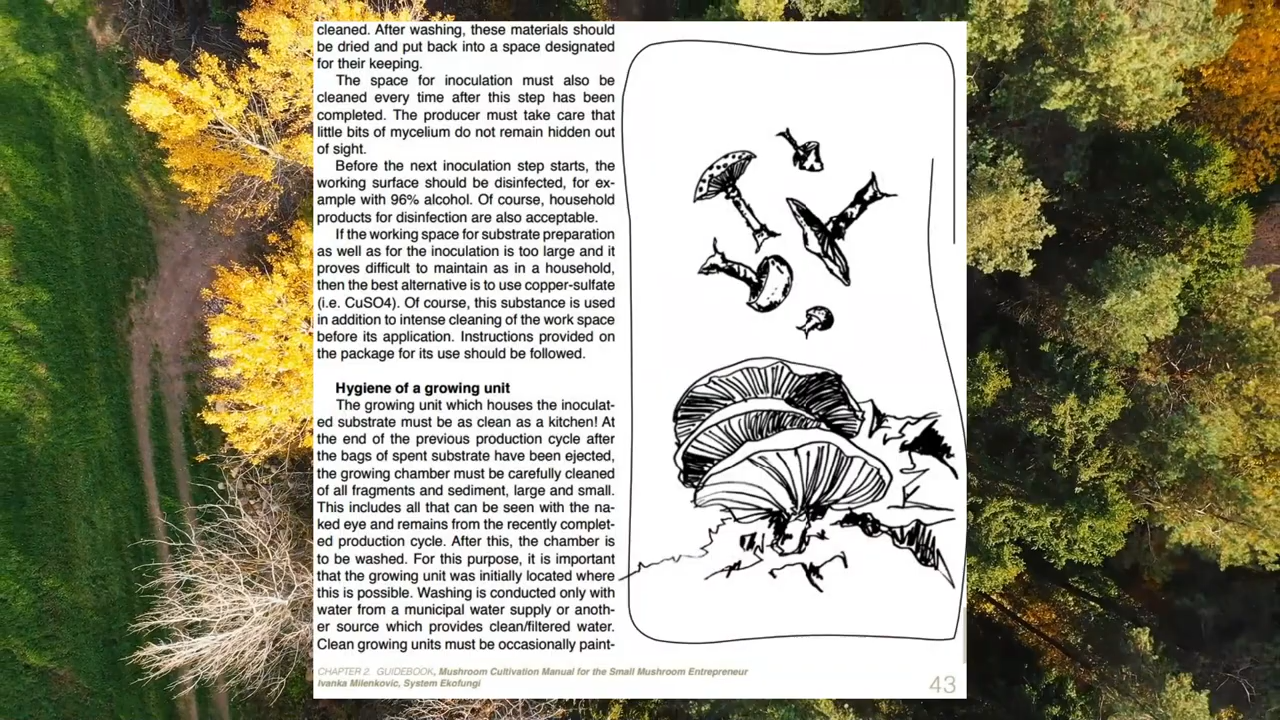 cleaned. After washing, these materials should
be dried and put back into a space designated
for their keeping.
The space for inoculation must also be
cleaned every time after this step has been
completed. The producer must take care that
little bits of mycelium do not remain hidden out
of sight.
Before the next inoculation step starts, the
working surface should be disinfected, for ex-
ample with 96% alcohol. Of course, household
products for disinfection are also acceptable.
If the working space for substrate preparation
as well as for the inoculation is too large and it
proves difficult to maintain as in a household,
then the best alternative is to use copper-sulfate
(i.e. CuSO4). Of course, this substance is used
in addition to intense cleaning of the work space
before its application. Instructions provided on
the package for its use should be followed.
Hygiene of a growing unit
The growing unit which houses the inoculat-
ed substrate must be as clean as a kitchen! At
the end of the previous production cycle after
the bags of spent substrate have been ejected,
the growing chamber must be carefully cleaned
of all fragments and sediment, large and small.
This includes all that can be seen with the na-
ked eye and remains from the recently complet-
ed production cycle. After this, the chamber is
to be washed. For this purpose, it is important
that the growing unit was initially located where
this is possible. Washing is conducted only with
water from a municipal water supply or anoth-
er source which provides clean/filtered water.
Clean growing units must be occasionally paint-
CHAPTER 2. GUIDEBOOK, Mushroom Cultivation Manual for the Small Mushroom Entrepreneur
Ivanka Milenkovic, System Ekofungi
43